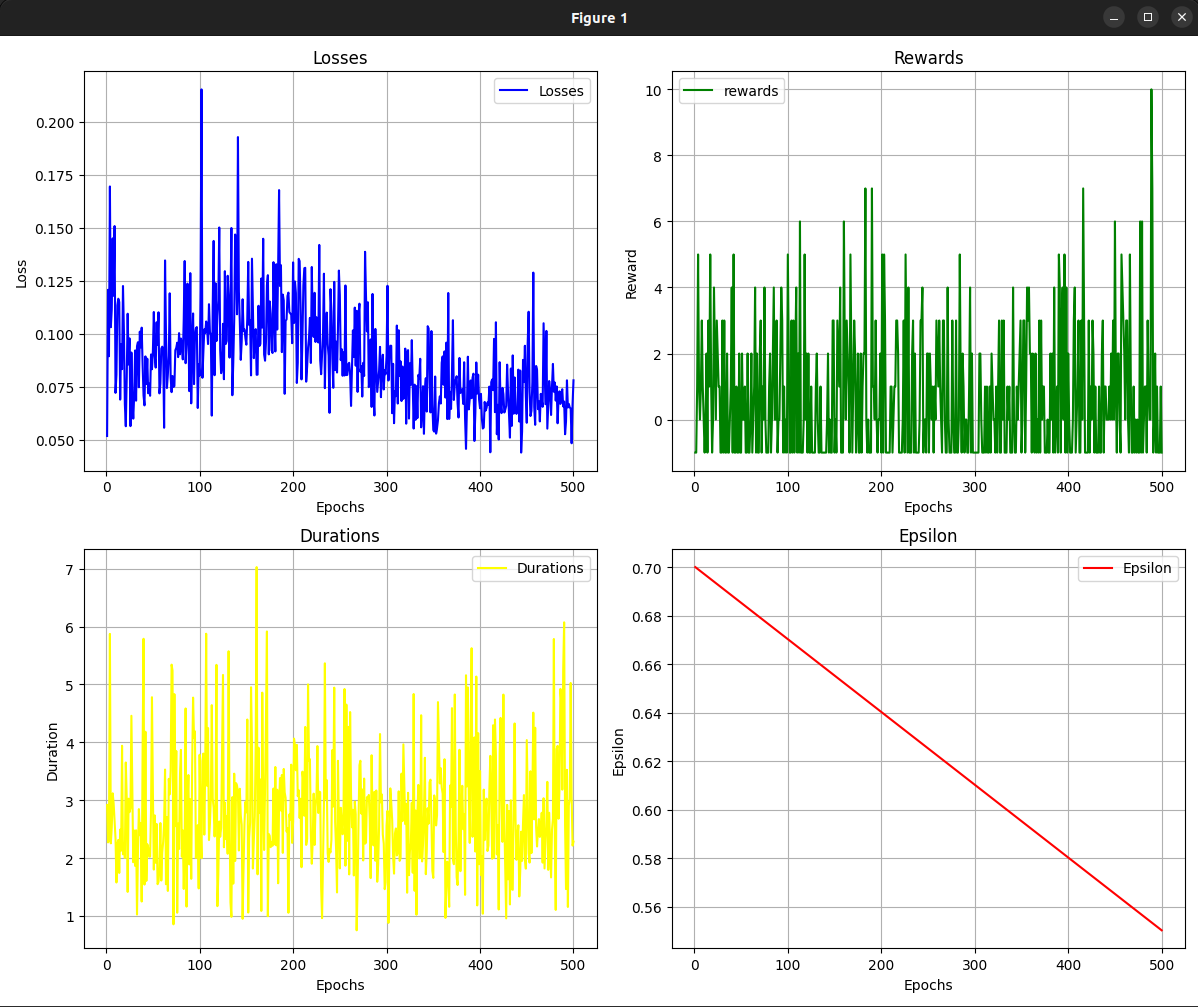 Figure 1
Losses
Losses
0.200
0.175
0.150
0.125
0.100
0.075
0.050
Loss
0 100 200 300 400 500
Epochs
Rewards
rewards
10
8
6
4
2
0
Reward
0 100 200 300 400 500
Epochs
Durations
Durations
7
6
5
4
3
2
1
Duration
0 100 200 300 400 500
Epochs
Epsilon
Epsilon
0.70
0.68
0.66
0.64
0.62
0.60
0.58
0.56
Epsilon
0 100 200 300 400 500
Epochs